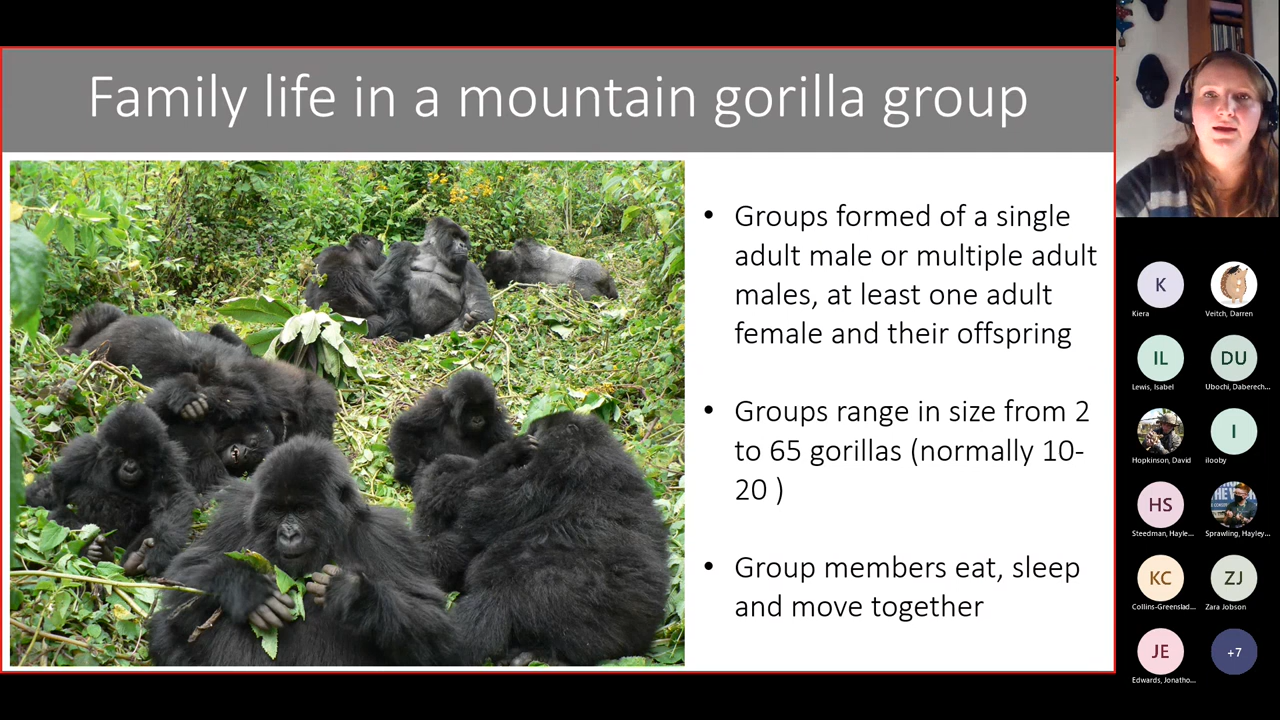 Family life in a mountain gorilla group
• Groups formed of a single
adult male or multiple adult
males, at least one adult
female and their offspring
• Groups range in size from 2
to 65 gorillas (normally 10-
20 )
• Group members eat, sleep
and move together
K
Kiera
Veitch, Darren
IL
Lewis, Isabel
DU
Ubochi, Daberech...
Hopkinson, David
I
ilooby
HS
Steedman, Hayle...
Sprawling, Hayley...
KC
Collins-Greenslad...
ZJ
Zara Jobson
JE
Edwards, Jonatho...
+7